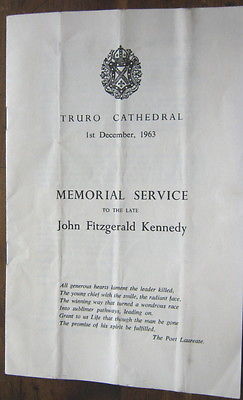 TRURO CATHEDRAL
1st December, 1963
MEMORIAL SERVICE
TO THE LATE
John Fitzgerald Kennedy
All generous hearts lament the leader killed,
The young chief with the smile, the radiant face,
The winning way that turned a wondrous race
Into sublimer pathways, leading on.
Grant to us Life that though the man be gone
The promise of his spirit be fulfilled.
The Poet Laureate.